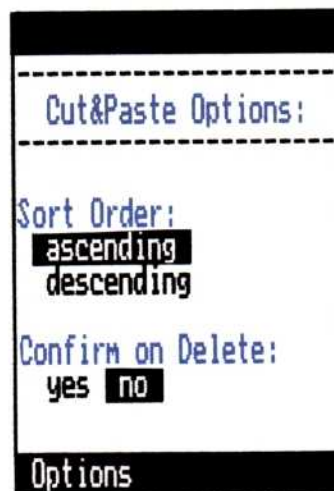 Cut&Paste Options:
Sort Order:
ascending
descending
Confirm on Delete:
yes no
Options